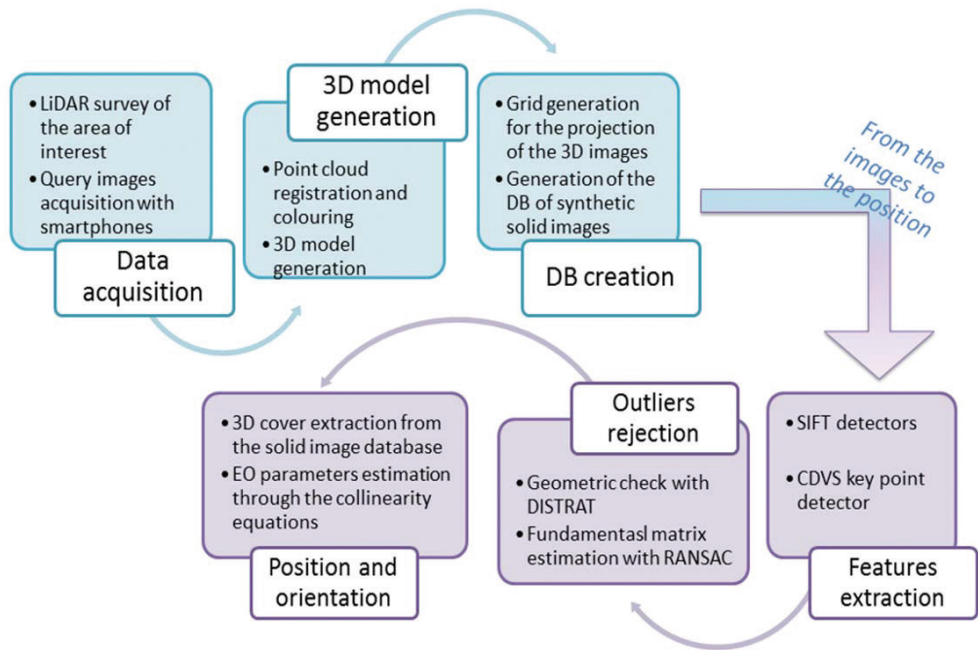 • LiDAR survey of
the area of
interest
• Query images
acquisition with
smartphones
Data
acquisition
3D model
generation
• Point cloud
registration and
colouring
• 3D model
generation
• Grid generation
for the projection
of the 3D images
• Generation of the
DB of synthetic
solid images
DB creation
From the
images to
the position
• SIFT detectors
• CDVS key point
detector
Features
extraction
Outliers
rejection
• Geometric check with
DISTRAT
• Fundamentasl matrix
estimation with RANSAC
• 3D cover extraction from
the solid image database
• EO parameters estimation
through the collinearity
equations
Position and
orientation